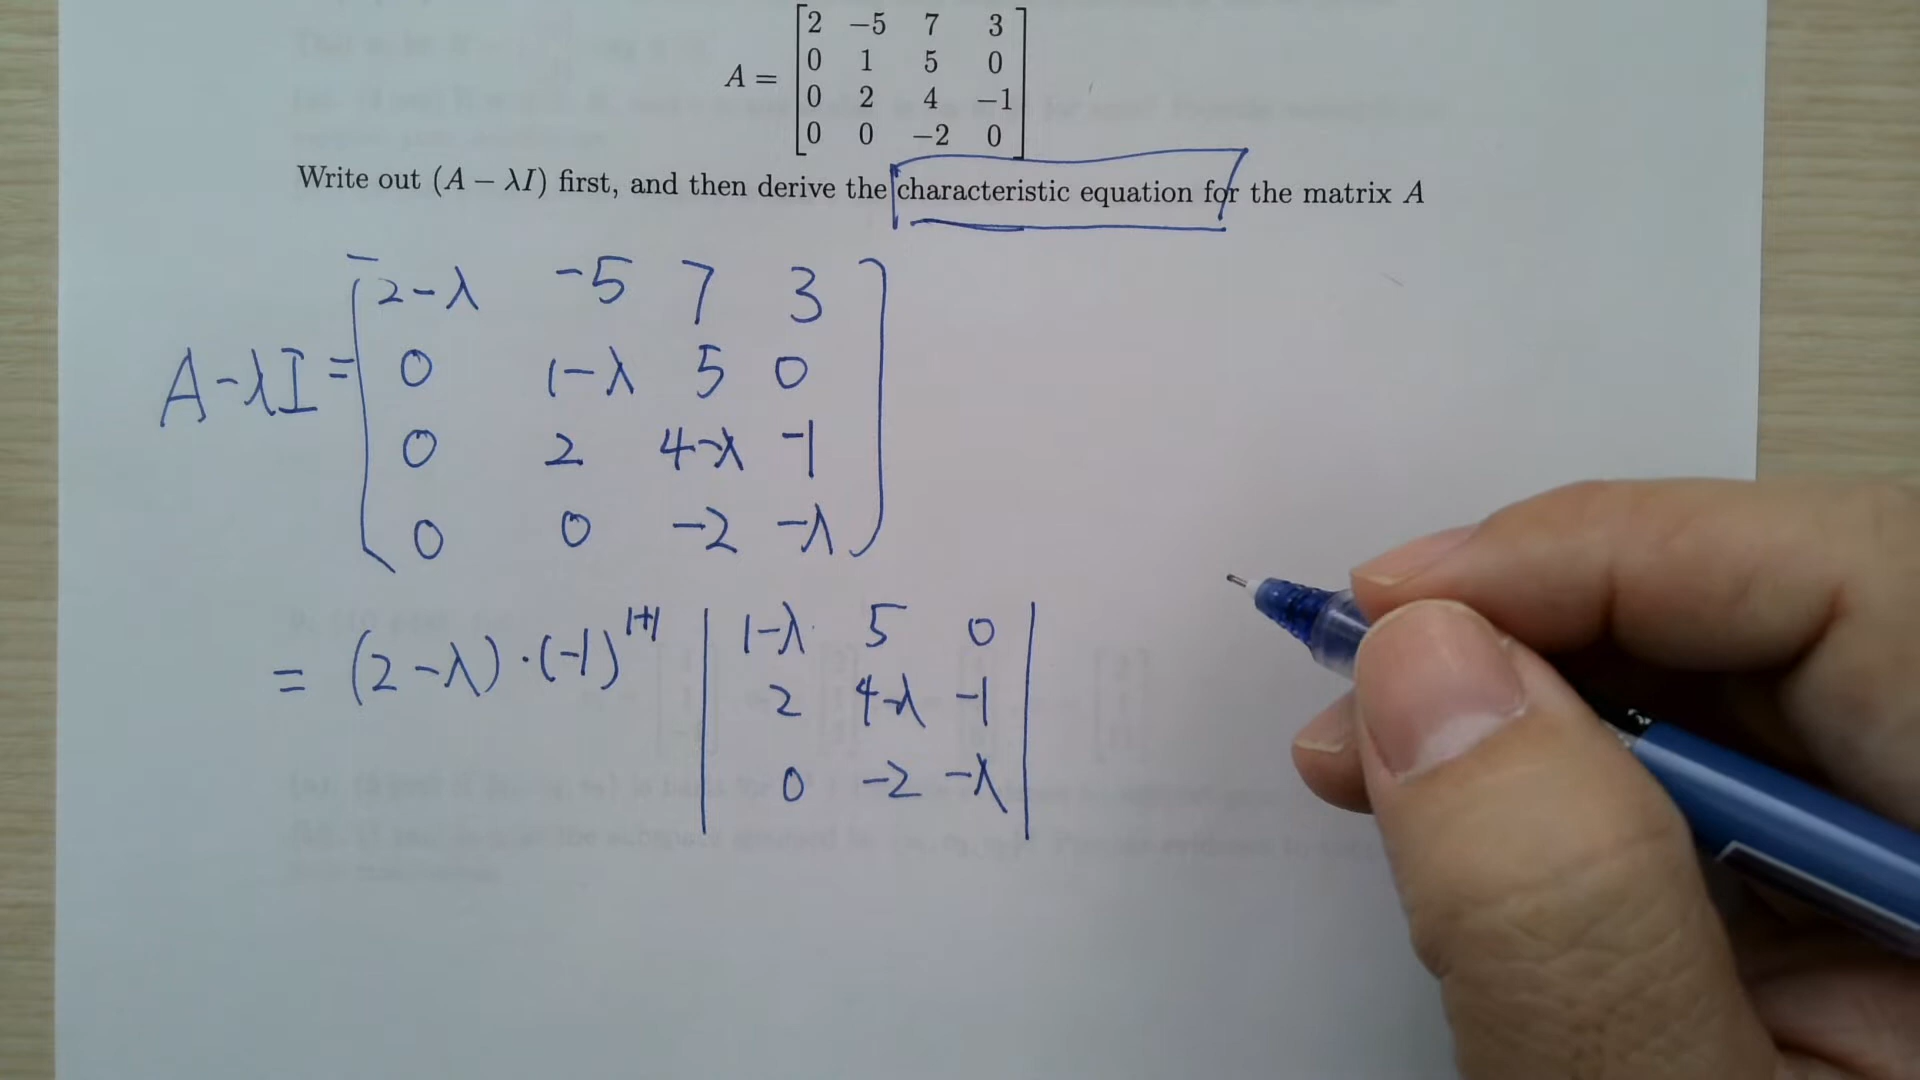 A = [2 −5 7 3
0 1 5 0
0 2 4 −1
0 0 −2 0]
Write out (A − λI) first, and then derive the characteristic equation for the matrix A
A-λI = [2-λ -5 7 3
0 1-λ 5 0
0 2 4-λ -1
0 0 -2 -λ]
= (2-λ)·(-1)^{1+1} |1-λ 5 0
2 4-λ -1
0 -2 -λ|